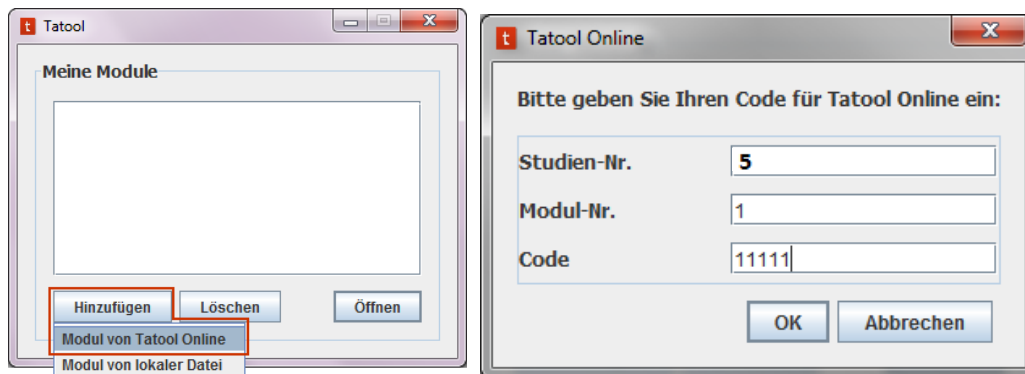 t Tatool
Meine Module
Hinzufügen Löschen Öffnen
Modul von Tatool Online
Modul von lokaler Datei
t Tatool Online
Bitte geben Sie Ihren Code für Tatool Online ein:
Studien-Nr. 5
Modul-Nr. 1
Code 11111
OK Abbrechen